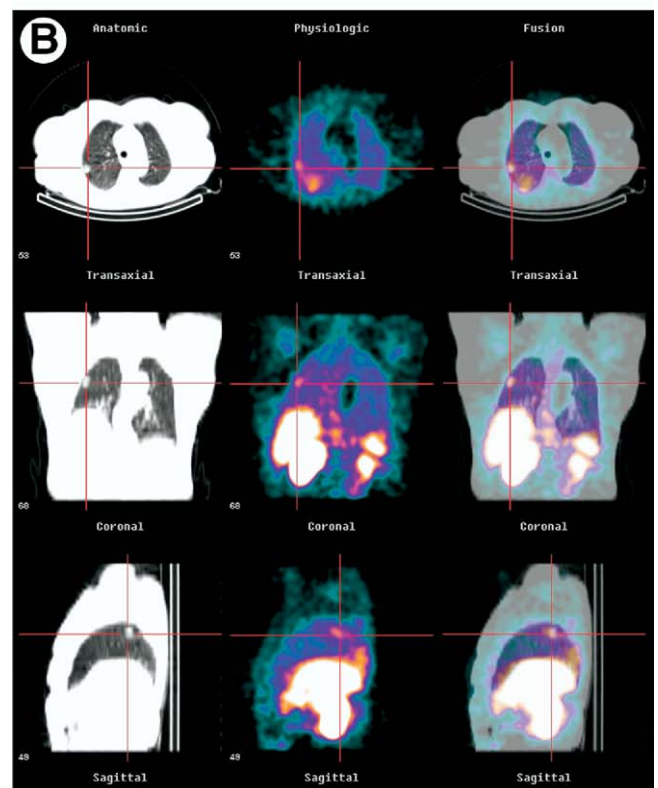 B
Anatomic Physiologic Fusion
53 53
Transaxial Transaxial Transaxial
68 68
Coronal Coronal Coronal
49 49
Sagittal Sagittal Sagittal